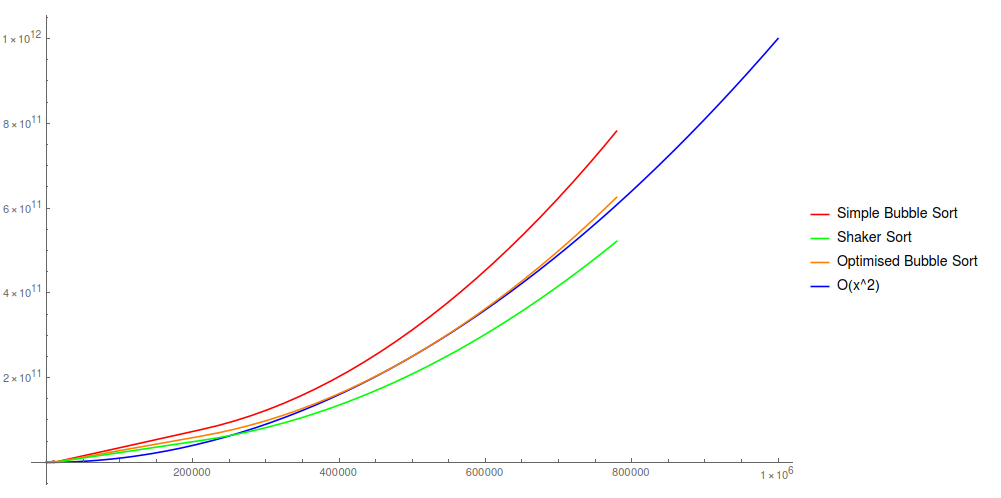 1×10^12
8×10^11
6×10^11
4×10^11
2×10^11
200000
400000
600000
800000
1×10^6
Simple Bubble Sort
Shaker Sort
Optimised Bubble Sort
O(x^2)